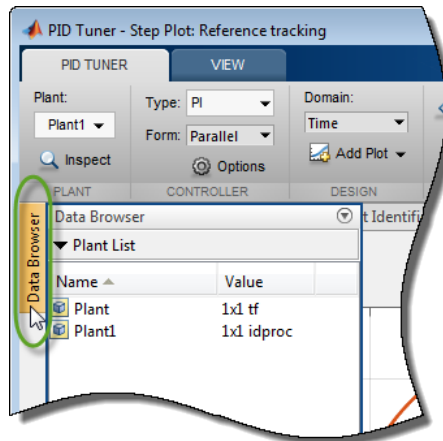 PID Tuner - Step Plot: Reference tracking
PID TUNER VIEW
Plant: Type: PI Domain:
Plant1 Form: Parallel Time
Inspect Options Add Plot
PLANT CONTROLLER DESIGN
Data Browser
Data Browser
Plant List
Name Value
Plant 1x1 tf
Plant1 1x1 idproc